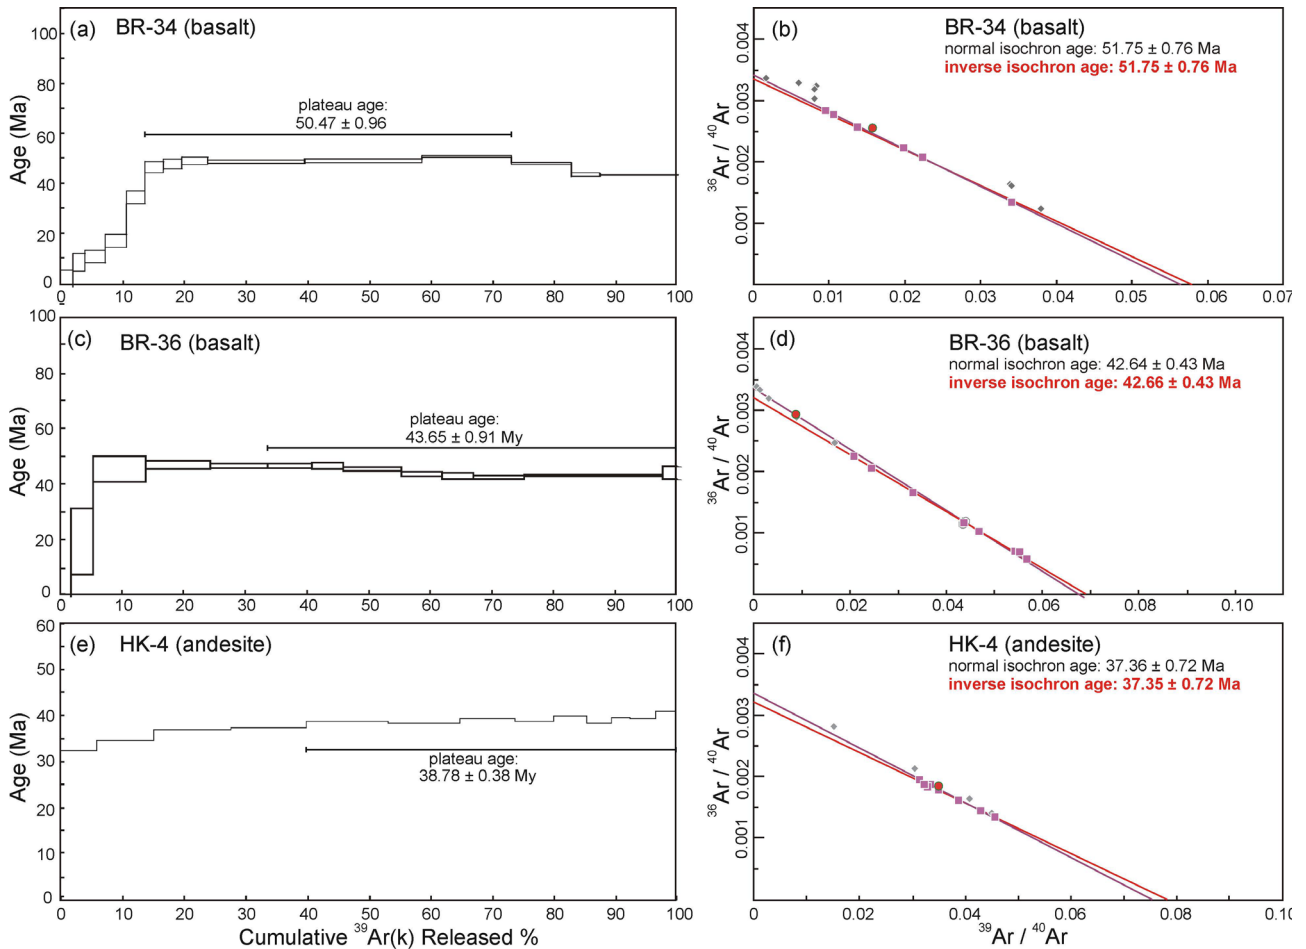 (a) BR-34 (basalt)
Age (Ma)
100
80
60
40
20
0
plateau age:
50.47 ± 0.96
0 10 20 30 40 50 60 70 80 90 100
(b) BR-34 (basalt)
normal isochron age: 51.75 ± 0.76 Ma
inverse isochron age: 51.75 ± 0.76 Ma
36Ar / 40Ar
0.004
0.003
0.002
0.001
0 0.01 0.02 0.03 0.04 0.05 0.06 0.07
(c) BR-36 (basalt)
Age (Ma)
100
80
60
40
20
0
plateau age:
43.65 ± 0.91 My
0 10 20 30 40 50 60 70 80 90 100
(d) BR-36 (basalt)
normal isochron age: 42.64 ± 0.43 Ma
inverse isochron age: 42.66 ± 0.43 Ma
36Ar / 40Ar
0.004
0.003
0.002
0.001
0 0.02 0.04 0.06 0.08 0.10
(e) HK-4 (andesite)
Age (Ma)
60
50
40
30
20
10
0
plateau age:
38.78 ± 0.38 My
0 10 20 30 40 50 60 70 80 90 100
Cumulative 39Ar(k) Released %
(f) HK-4 (andesite)
normal isochron age: 37.36 ± 0.72 Ma
inverse isochron age: 37.35 ± 0.72 Ma
36Ar / 40Ar
0.004
0.003
0.002
0.001
0 0.02 0.04 0.06 0.08 0.10
39Ar / 40Ar